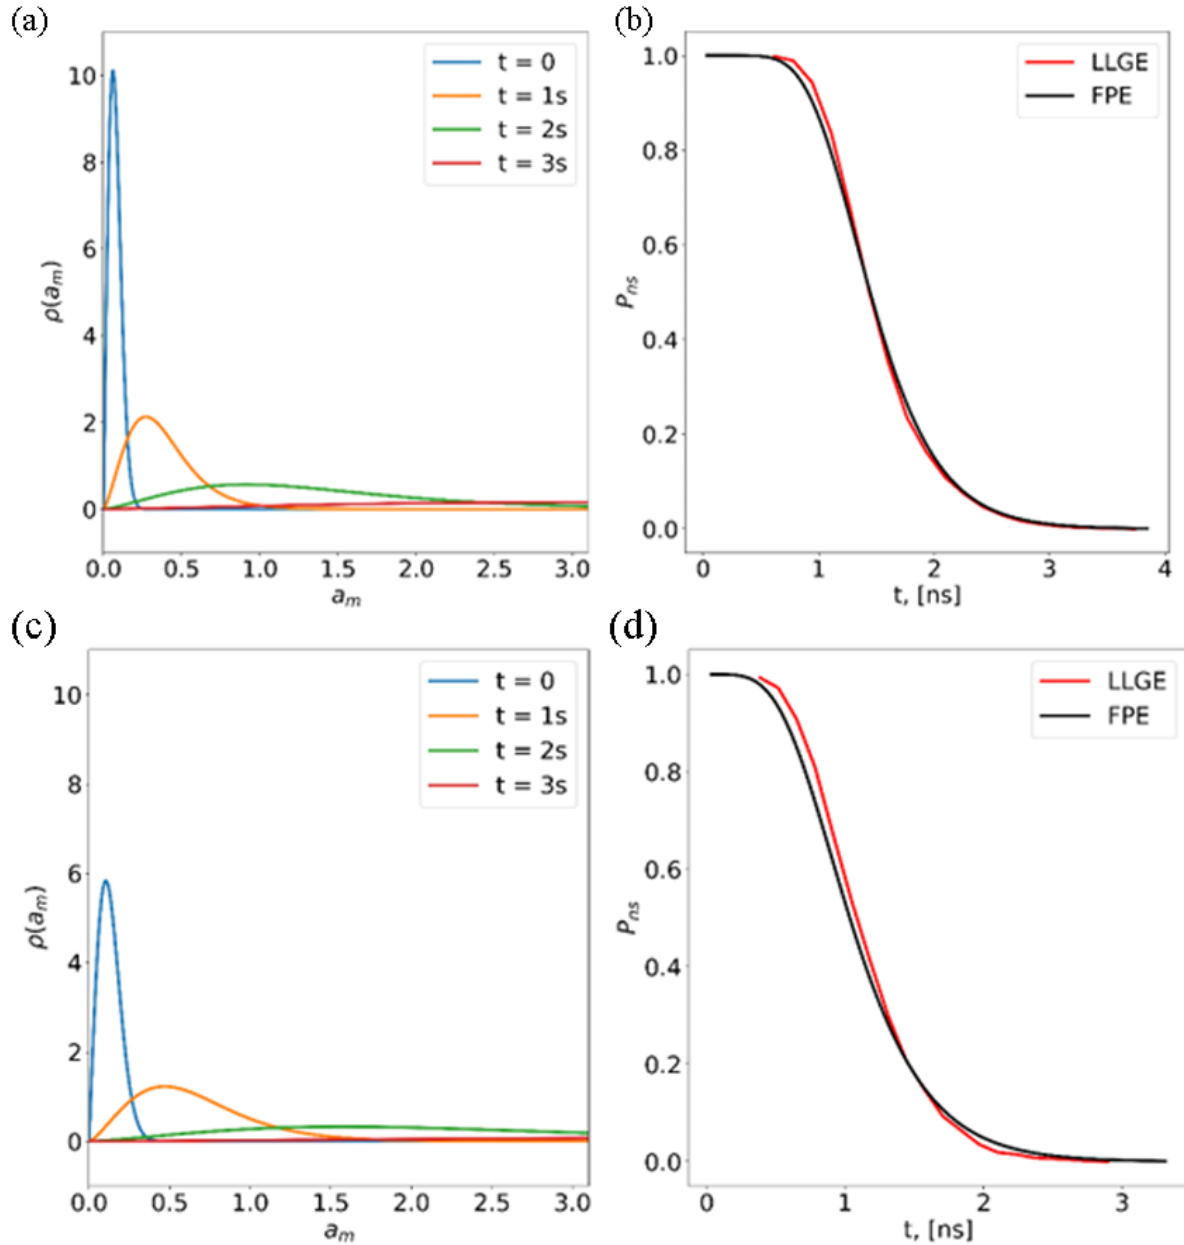 (a)
t = 0
t = 1s
t = 2s
t = 3s
10
8
6
4
2
0
ρ(a_m)
0.0 0.5 1.0 1.5 2.0 2.5 3.0
a_m
(b)
LLGE
FPE
1.0
0.8
0.6
0.4
0.2
0.0
P_ns
0 1 2 3 4
t, [ns]
(c)
t = 0
t = 1s
t = 2s
t = 3s
10
8
6
4
2
0
ρ(a_m)
0.0 0.5 1.0 1.5 2.0 2.5 3.0
a_m
(d)
LLGE
FPE
1.0
0.8
0.6
0.4
0.2
0.0
P_ns
0 1 2 3
t, [ns]